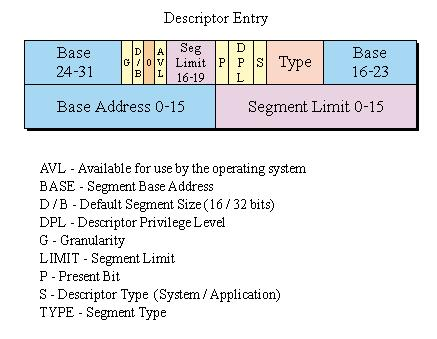 Descriptor Entry
Base
24-31
G
D
/
B
0
A
V
L
Seg
Limit
16-19
P
D
P
L
S
Type
Base
16-23
Base Address 0-15
Segment Limit 0-15
AVL - Available for use by the operating system
BASE - Segment Base Address
D / B - Default Segment Size (16 / 32 bits)
DPL - Descriptor Privilege Level
G - Granularity
LIMIT - Segment Limit
P - Present Bit
S - Descriptor Type (System / Application)
TYPE - Segment Type